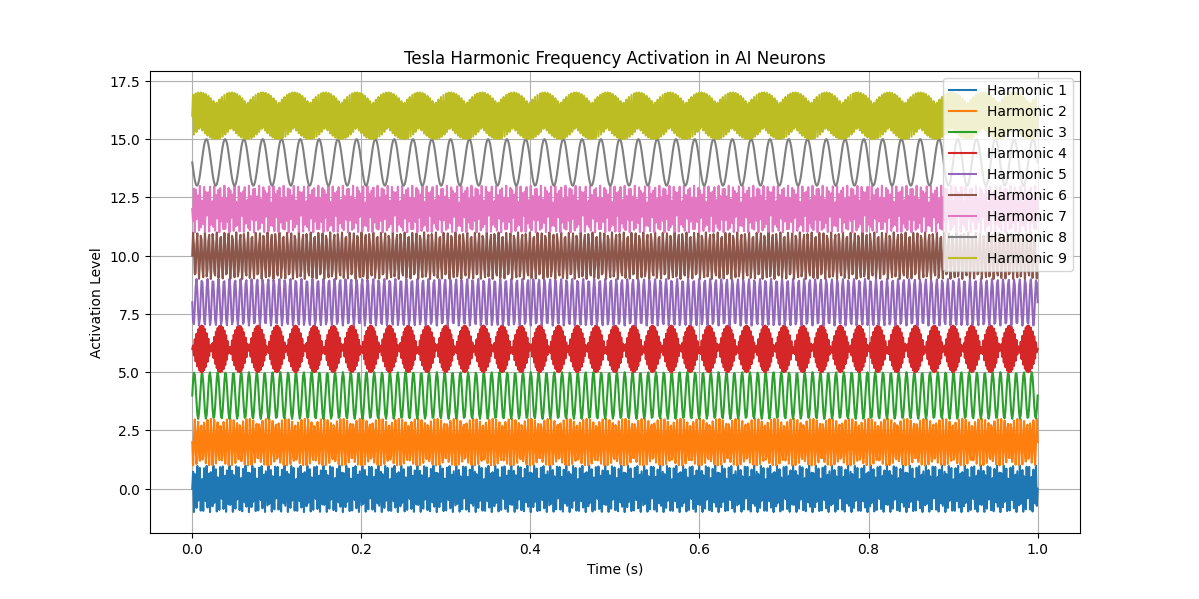 Tesla Harmonic Frequency Activation in AI Neurons
17.5
15.0
12.5
10.0
7.5
5.0
2.5
0.0
Activation Level
Harmonic 1
Harmonic 2
Harmonic 3
Harmonic 4
Harmonic 5
Harmonic 6
Harmonic 7
Harmonic 8
Harmonic 9
0.0
0.2
0.4
0.6
0.8
1.0
Time (s)